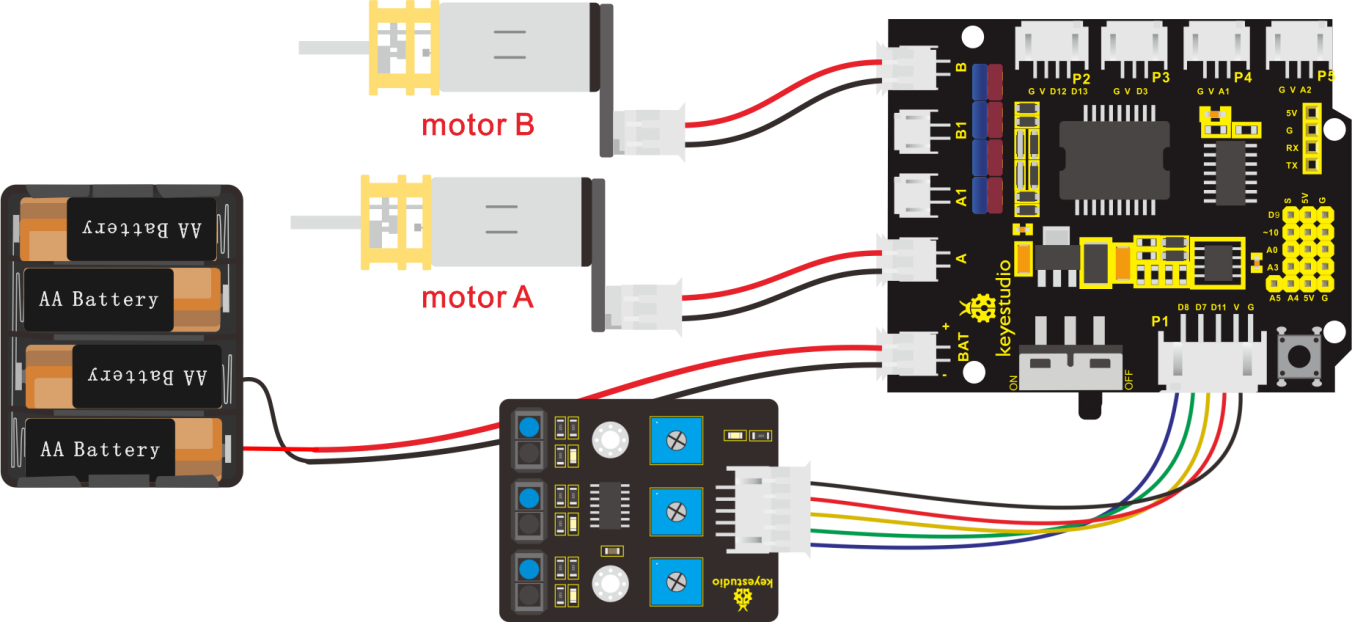 motor B
motor A
AA Battery
AA Battery
AA Battery
AA Battery
P2
P3
P4
P5
G V D12 D13
G V D3
G V A1
G V A2
B
B1
A1
A
+
BAT
-
5V
G
RX
TX
S 5V G
D9
~10
A0
A3
A5 A4 5V G
keyestudio
P1
D8 D7 D11 V G
ON
OFF
keyestudio